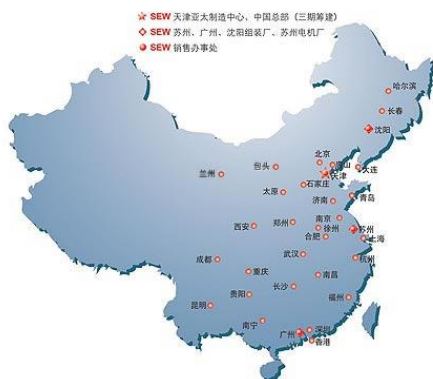 SEW 天津亚太制造中心、中国总部（三期筹建）
SEW 苏州、广州、沈阳组装厂、苏州电机厂
SEW 销售办事处
哈尔滨
长春
沈阳
北京
唐山
大连
包头
天津
兰州
石家庄
太原
青岛
济南
南京
郑州
徐州
苏州
西安
合肥
上海
武汉
杭州
成都
重庆
南昌
长沙
贵阳
福州
昆明
南宁
广州
深圳
香港